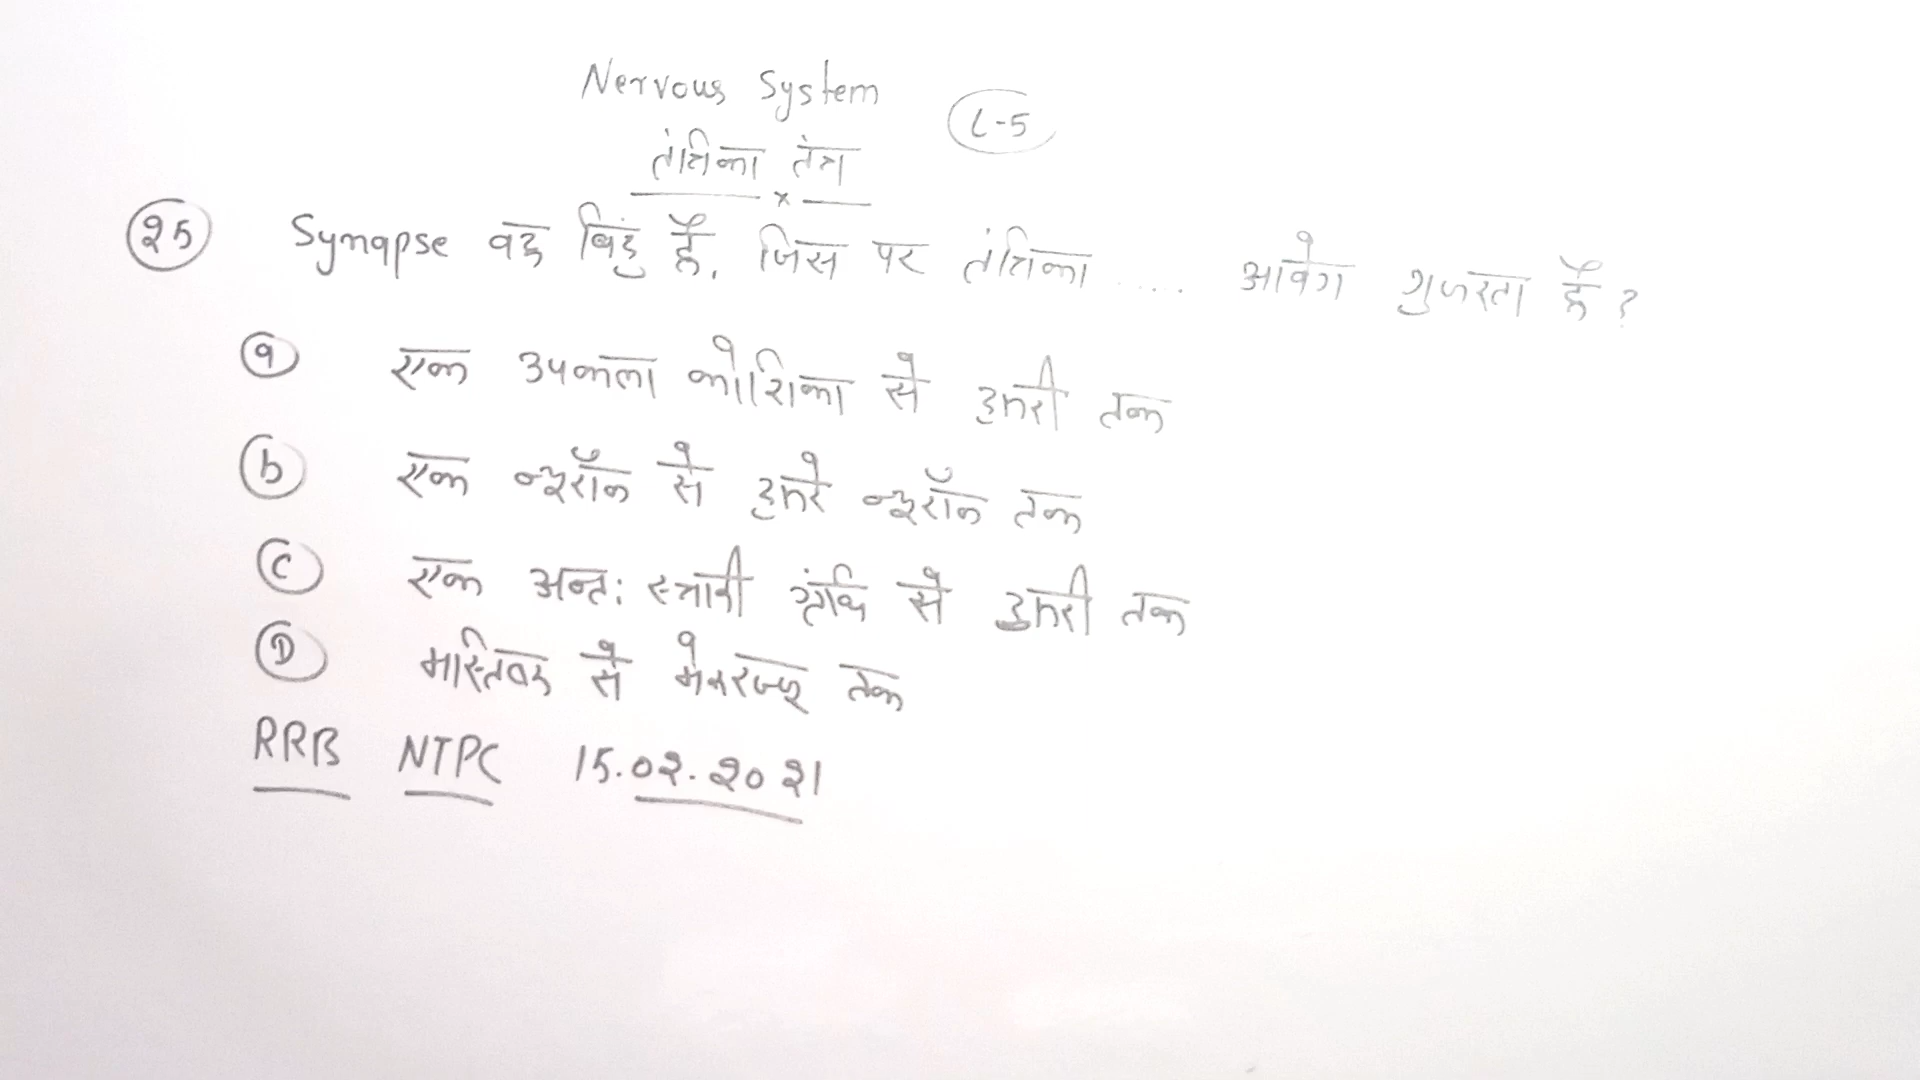 Nervous System
L-5
तंत्रिका तंत्र
x
25 Synapse वह बिंदु है, जिस पर तंत्रिका ..... आवेग गुजरता है ?
a एक उपकला कोशिका से दुसरी तक
b एक न्यूरॉन से दुसरे न्यूरॉन तक
C एक अन्त: स्त्रावी ग्रंथि से दुसरी तक
D मस्तिष्क से मेरुरज्जू तक
RRB NTPC 15.02.2021